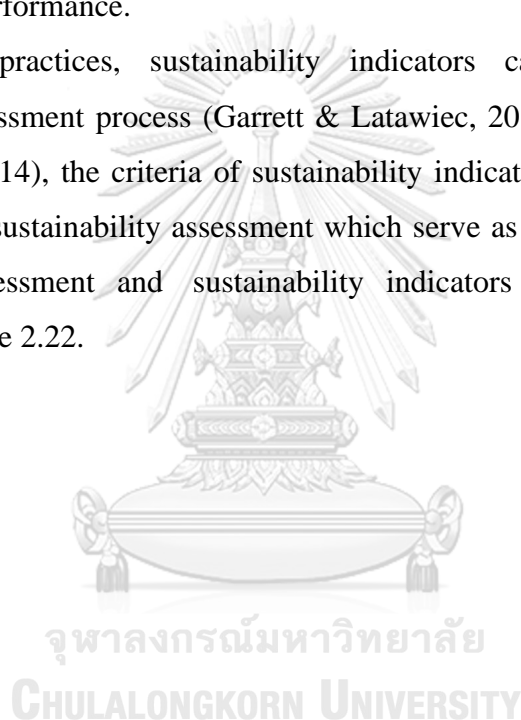 rformance.
practices, sustainability indicators ca
ssment process (Garrett & Latawiec, 20
14), the criteria of sustainability indicat
sustainability assessment which serve as
essment and sustainability indicators
e 2.22.
จุฬาลงกรณ์มหาวิทยาลัย
CHULALONGKORN UNIVERSITY